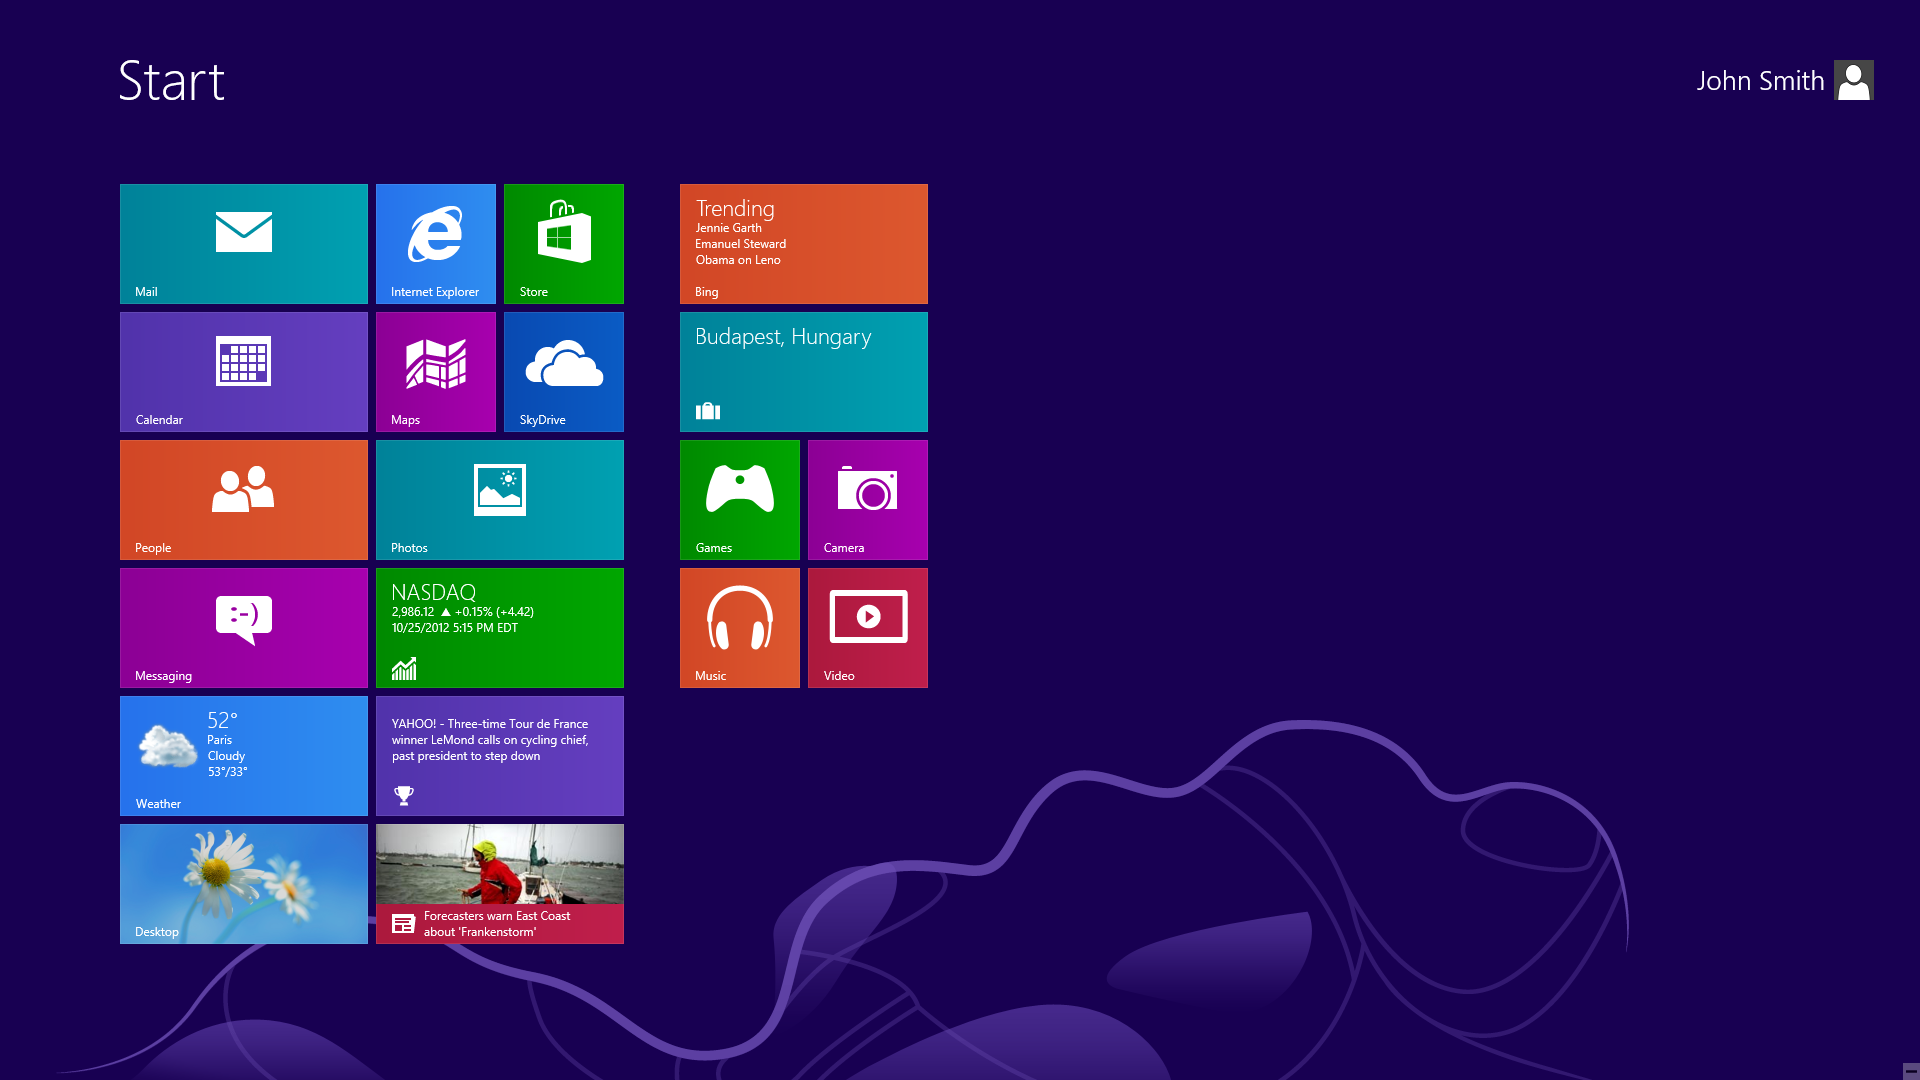 Start
John Smith
Mail
Internet Explorer
Store
Calendar
Maps
SkyDrive
People
Photos
Messaging
NASDAQ
2,986.12 ▲ +0.15% (+4.42)
10/25/2012 5:15 PM EDT
52°
Paris
Cloudy
53°/33°
Weather
YAHOO! - Three-time Tour de France
winner LeMond calls on cycling chief,
past president to step down
Desktop
Forecasters warn East Coast
about 'Frankenstorm'
Trending
Jennie Garth
Emanuel Steward
Obama on Leno
Bing
Budapest, Hungary
Games
Camera
Music
Video